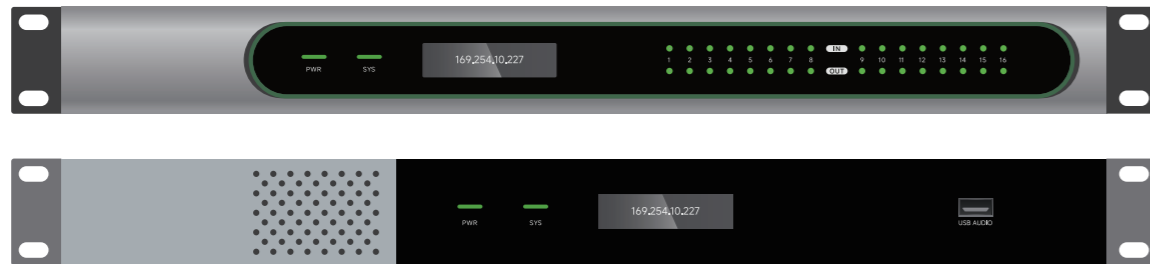 169.254.10.227
IN
PWR SYS 1 2 3 4 5 6 7 8 9 10 11 12 13 14 15 16
OUT
169.254.10.227
PWR SYS USB AUDIO